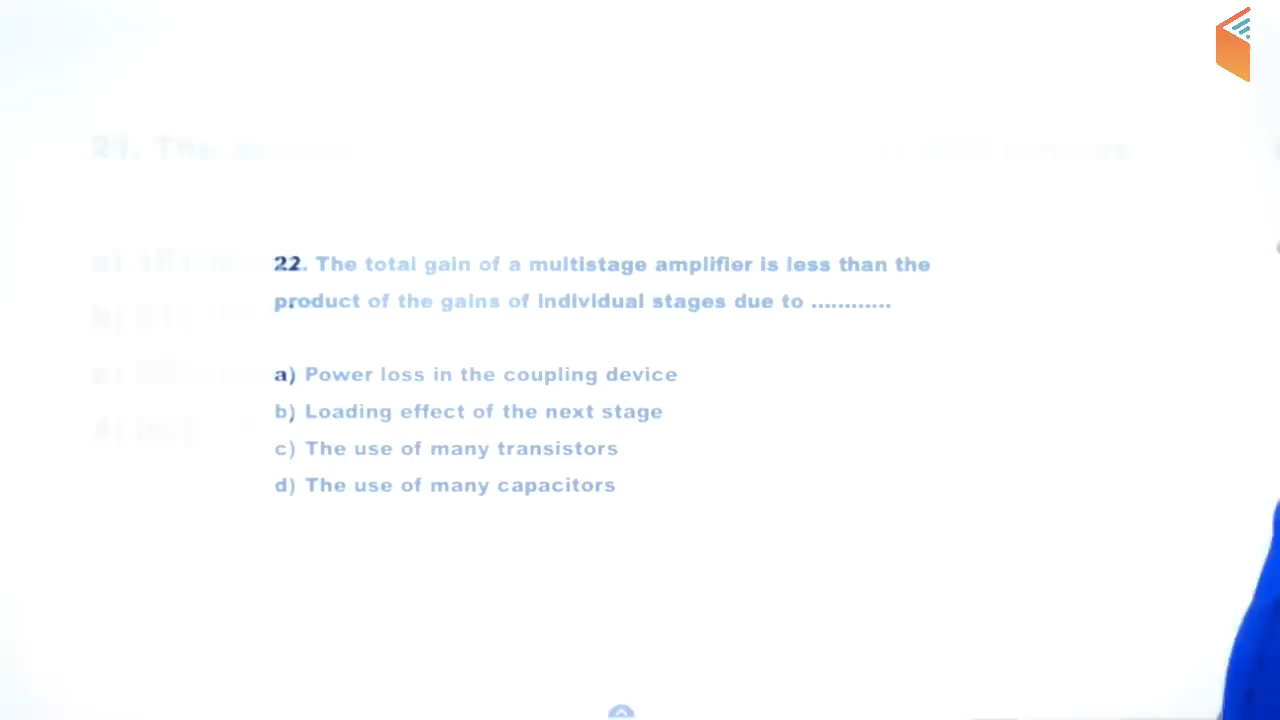 21. The
22. The total gain of a multistage amplifier is less than the
product of the gains of individual stages due to ............
a) Power loss in the coupling device
b) Loading effect of the next stage
c) The use of many transistors
d) The use of many capacitors